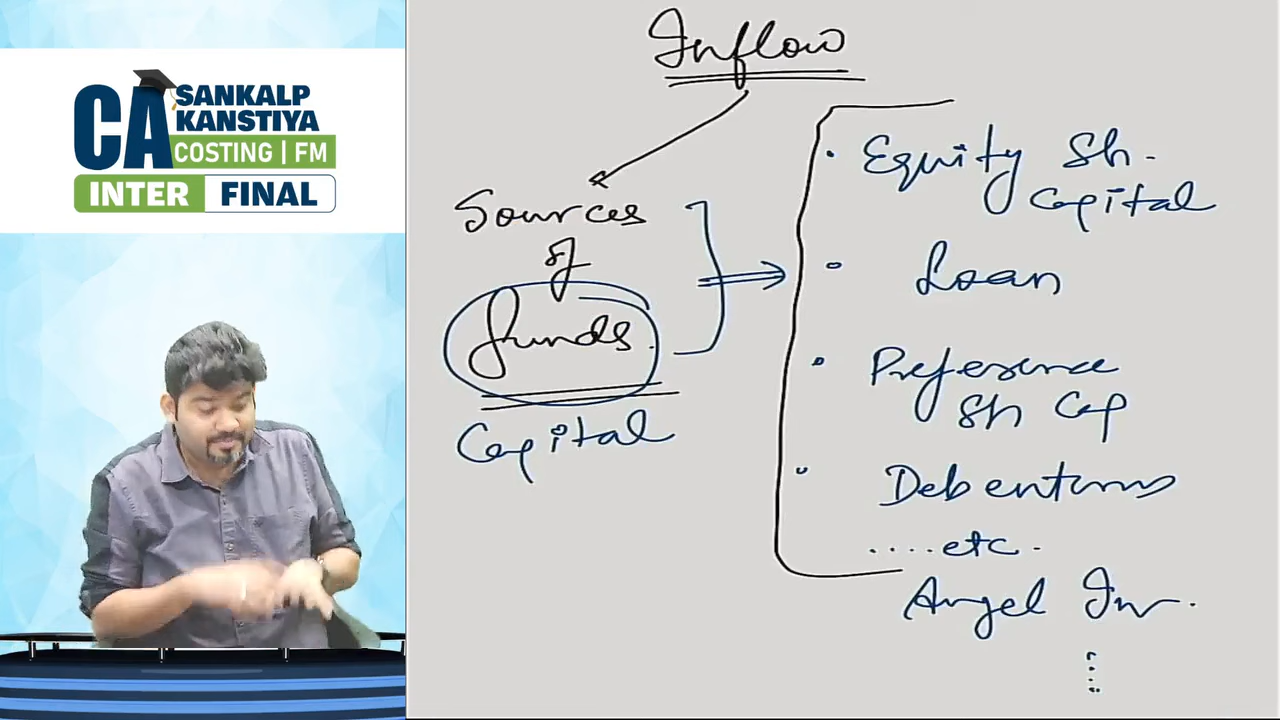 CA SANKALP
KANSTIYA
COSTING | FM
INTER FINAL
Inflow
Sources
of
funds.
Capital
• Equity Sh.
Capital
• Loan
• Preference
Sh Cap
• Debentures
....etc.
Angel Inv.